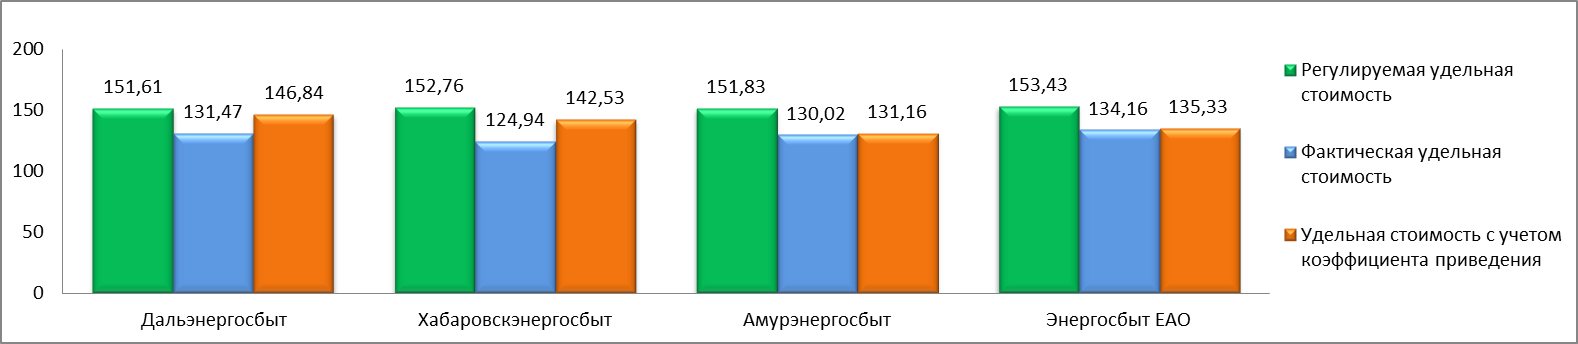 200
150
100
50
0
151,61
131,47
146,84
152,76
124,94
142,53
151,83
130,02
131,16
153,43
134,16
135,33
Дальэнергосбыт
Хабаровскэнергосбыт
Амурэнергосбыт
Энергосбыт ЕАО
Регулируемая удельная
стоимость
Фактическая удельная
стоимость
Удельная стоимость с учетом
коэффициента приведения